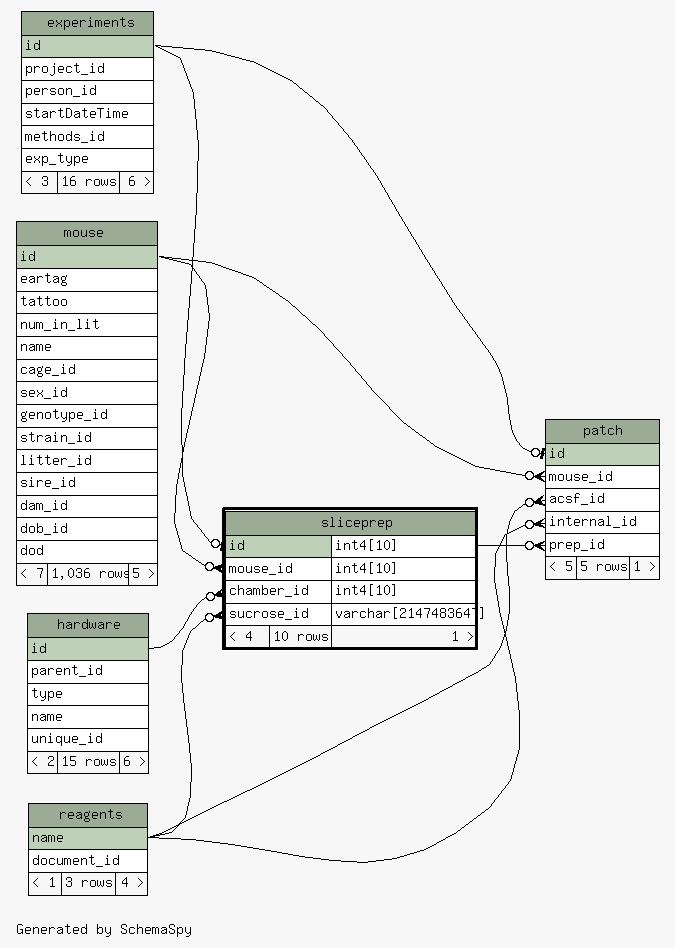 experiments
id
project_id
person_id
startDateTime
methods_id
exp_type
< 3 16 rows 6 >
mouse
id
eartag
tattoo
num_in_lit
name
cage_id
sex_id
genotype_id
strain_id
litter_id
sire_id
dam_id
dob_id
dod
< 7 1,036 rows 5 >
hardware
id
parent_id
type
name
unique_id
< 2 15 rows 6 >
reagents
name
document_id
< 1 3 rows 4 >
sliceprep
id int4[10]
mouse_id int4[10]
chamber_id int4[10]
sucrose_id varchar[2147483647]
< 4 10 rows 1 >
patch
id
mouse_id
acsf_id
internal_id
prep_id
< 5 5 rows 1 >
Generated by SchemaSpy